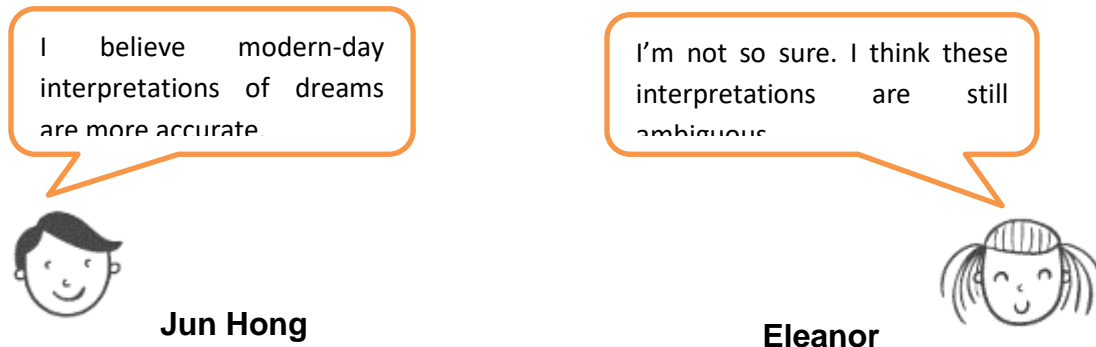 I believe modern-day
interpretations of dreams
are more accurate.
I’m not so sure. I think these
interpretations are still
ambiguous
Jun Hong
Eleanor